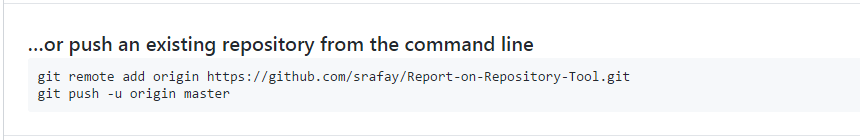 …or push an existing repository from the command line
git remote add origin https://github.com/srafay/Report-on-Repository-Tool.git
git push -u origin master